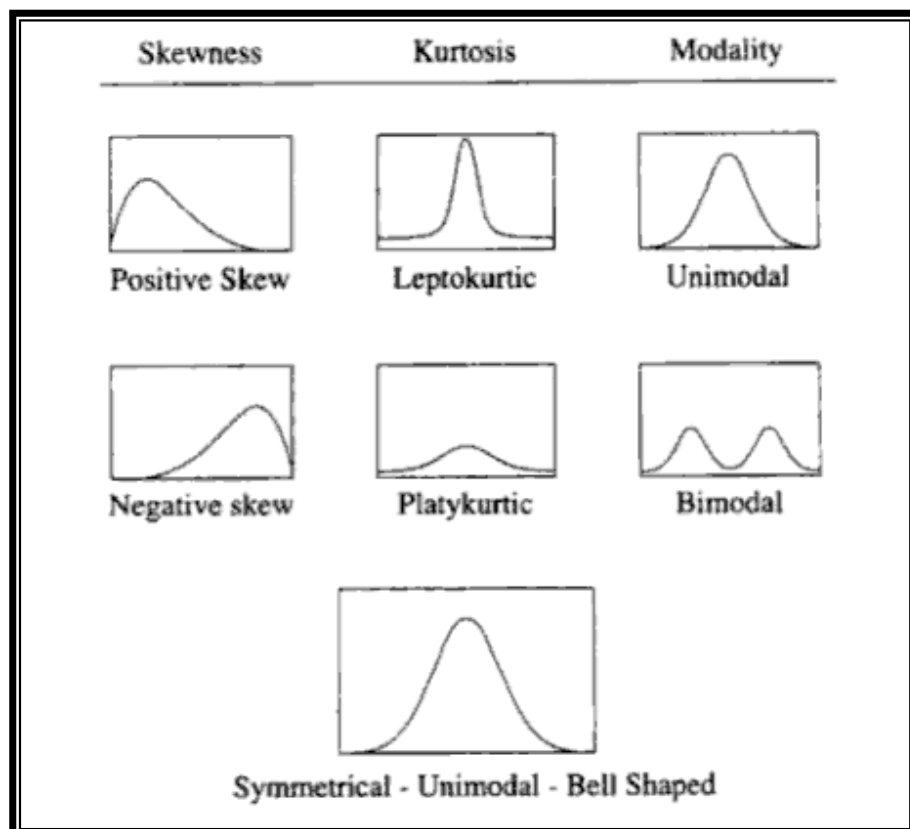 Skewness Kurtosis Modality
Positive Skew Leptokurtic Unimodal
Negative skew Platykurtic Bimodal
Symmetrical - Unimodal - Bell Shaped